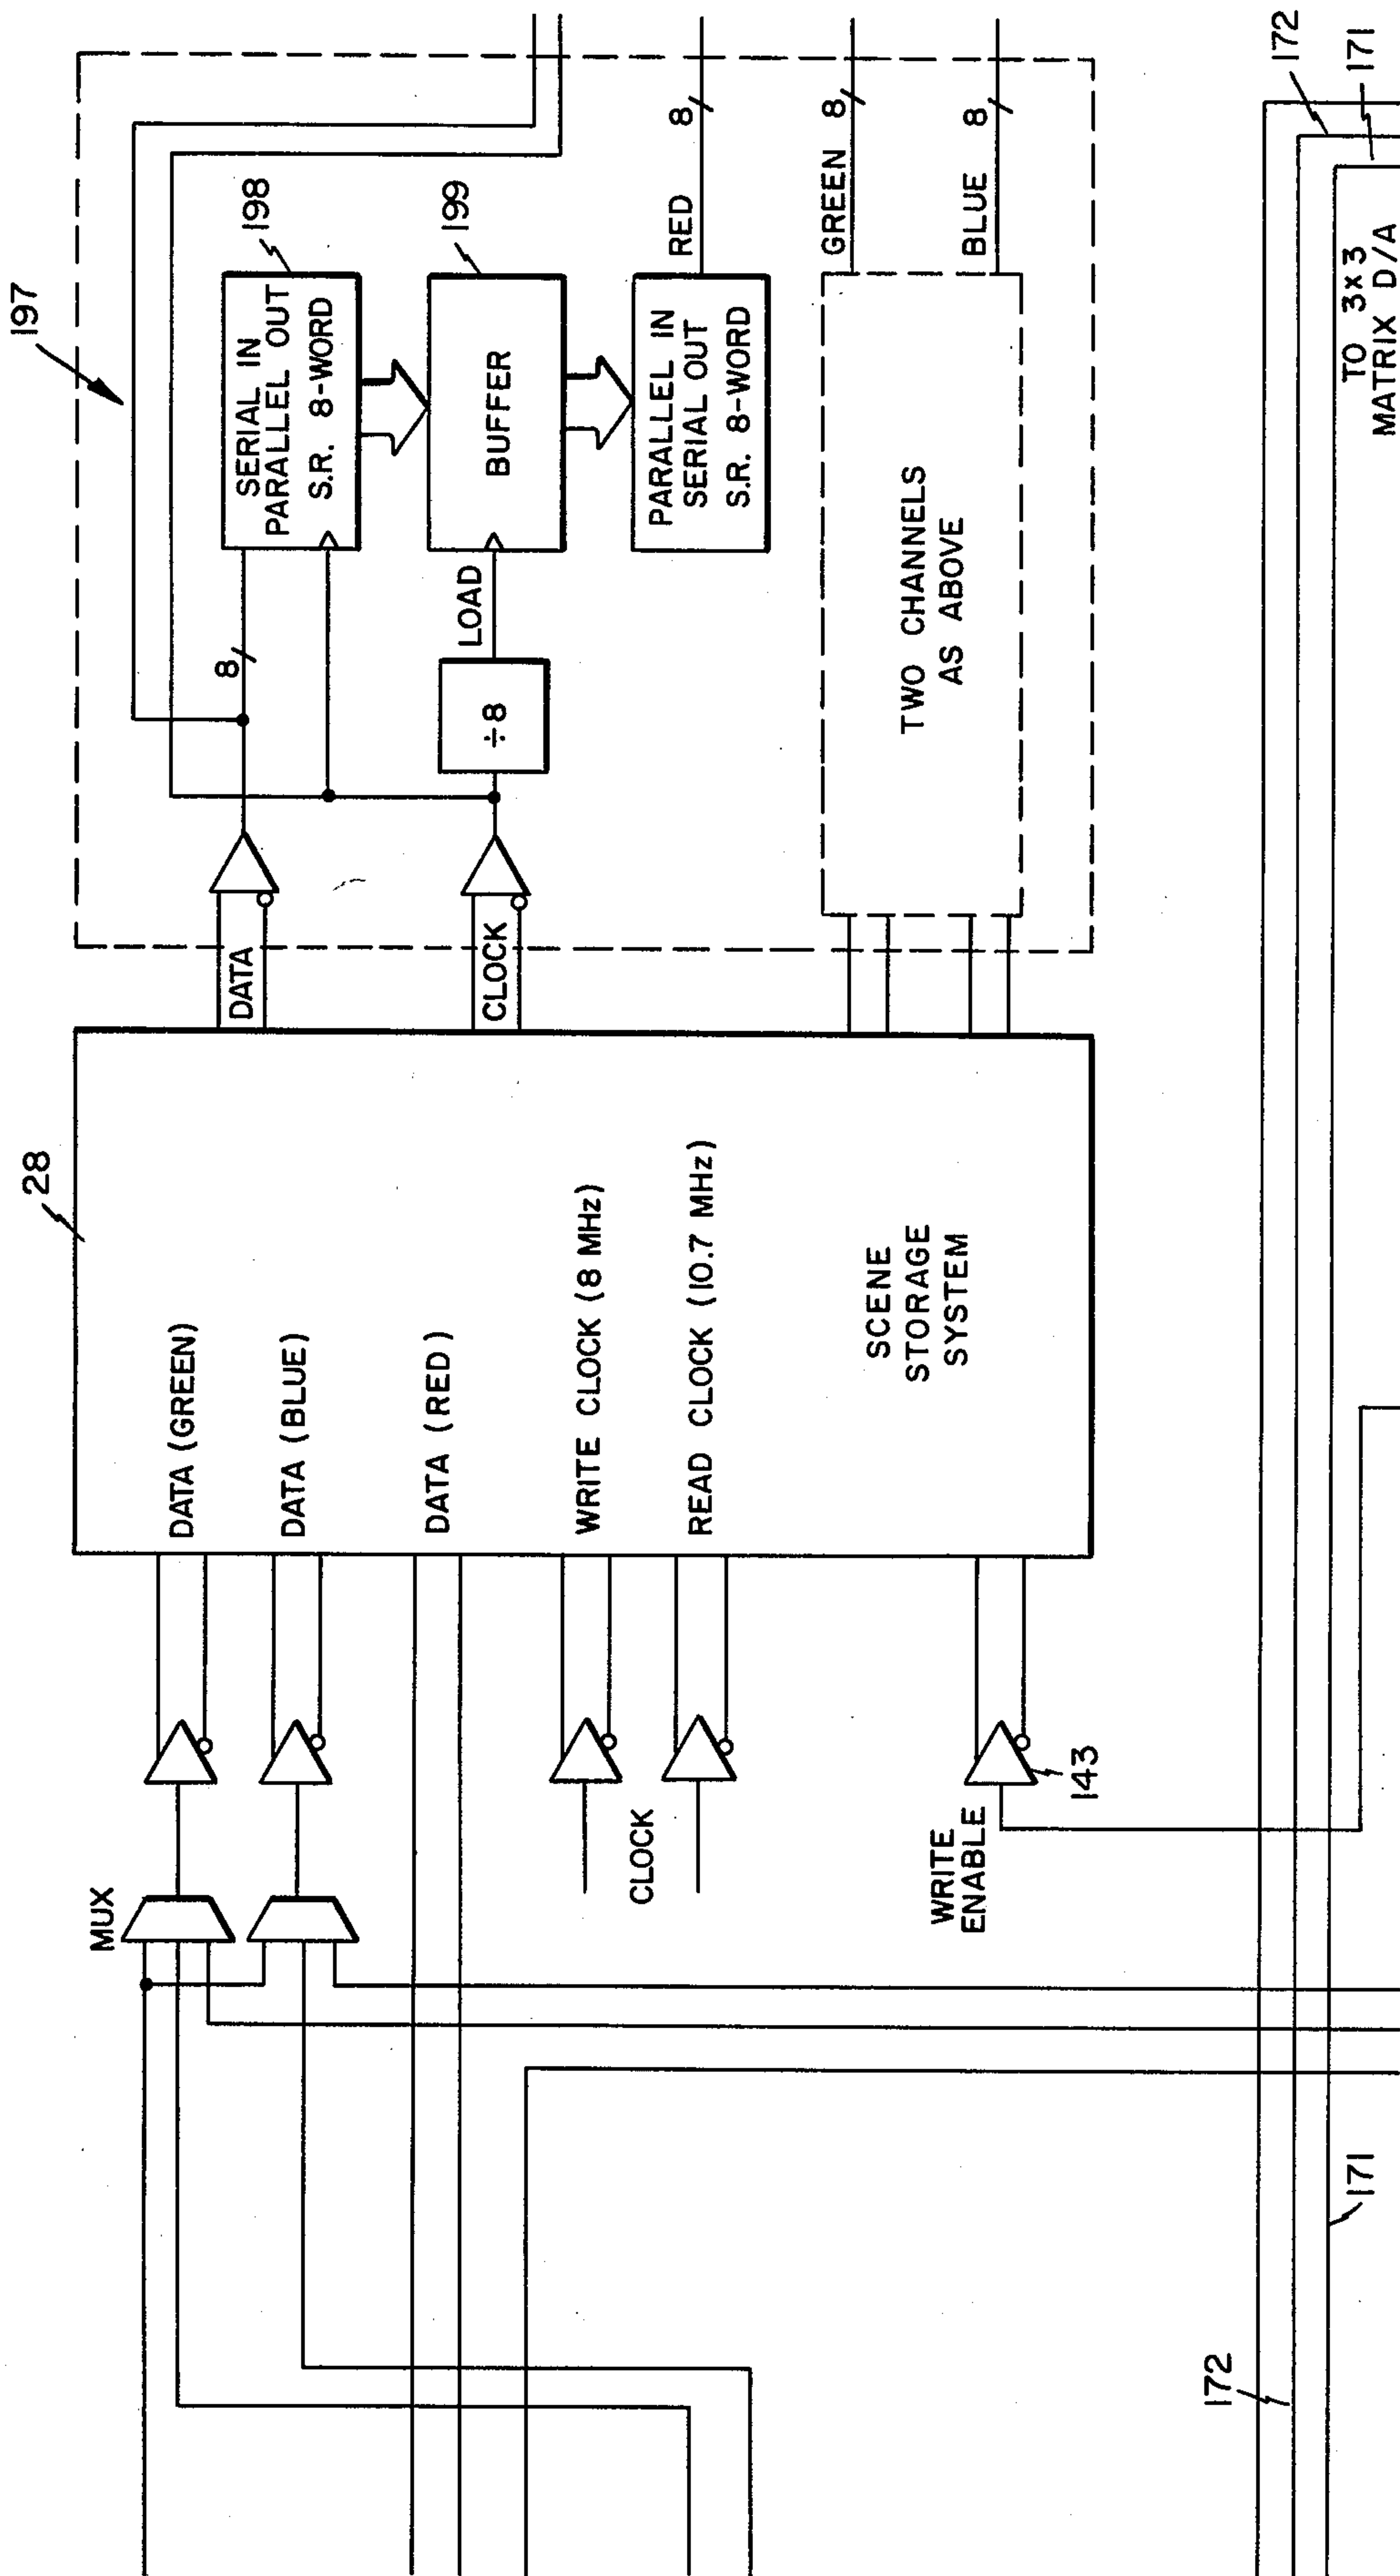 MUX
DATA (GREEN)
DATA (BLUE)
DATA (RED)
WRITE CLOCK (8 MHz)
READ CLOCK (10.7 MHz)
CLOCK
WRITE
ENABLE
143
28
SCENE
STORAGE
SYSTEM
DATA
CLOCK
197
8
SERIAL IN
PARALLEL OUT
S.R. 8-WORD
198
÷8
LOAD
BUFFER
199
PARALLEL IN
SERIAL OUT
S.R. 8-WORD
RED
8
TWO CHANNELS
AS ABOVE
GREEN
8
BLUE
8
172
171
172
171
TO 3X3
MATRIX D/A